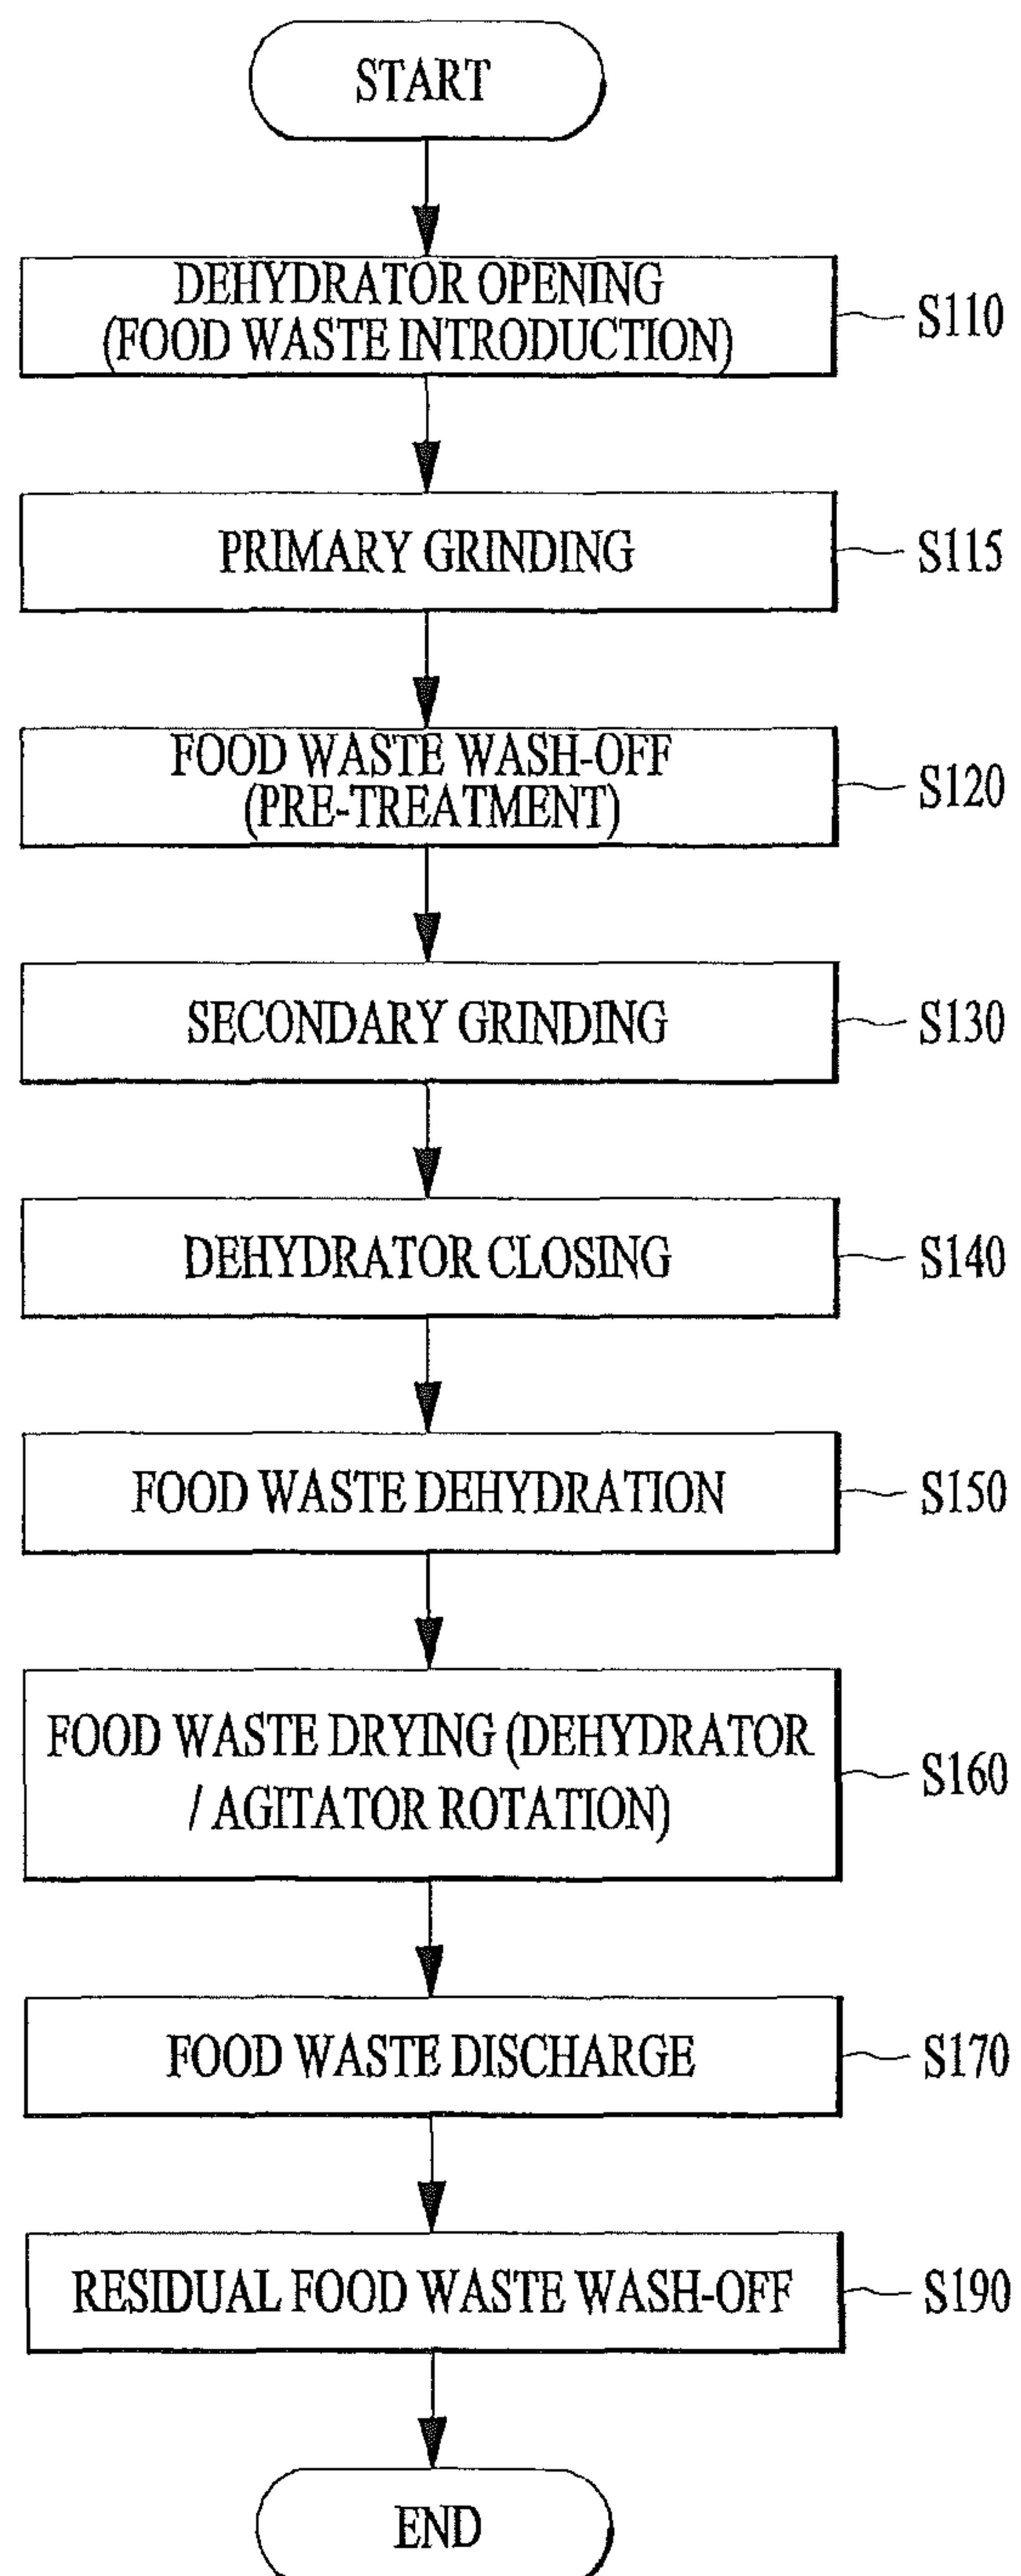 START
DEHYDRATOR OPENING
(FOOD WASTE INTRODUCTION)
S110
PRIMARY GRINDING
S115
FOOD WASTE WASH-OFF
(PRE-TREATMENT)
S120
SECONDARY GRINDING
S130
DEHYDRATOR CLOSING
S140
FOOD WASTE DEHYDRATION
S150
FOOD WASTE DRYING (DEHYDRATOR
/ AGITATOR ROTATION)
S160
FOOD WASTE DISCHARGE
S170
RESIDUAL FOOD WASTE WASH-OFF
S190
END